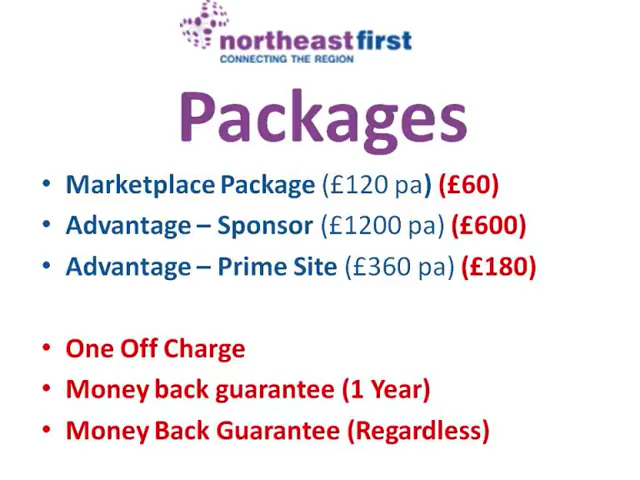 northeastfirst
CONNECTING THE REGION
Packages
• Marketplace Package (£120 pa) (£60)
• Advantage – Sponsor (£1200 pa) (£600)
• Advantage – Prime Site (£360 pa) (£180)
• One Off Charge
• Money back guarantee (1 Year)
• Money Back Guarantee (Regardless)